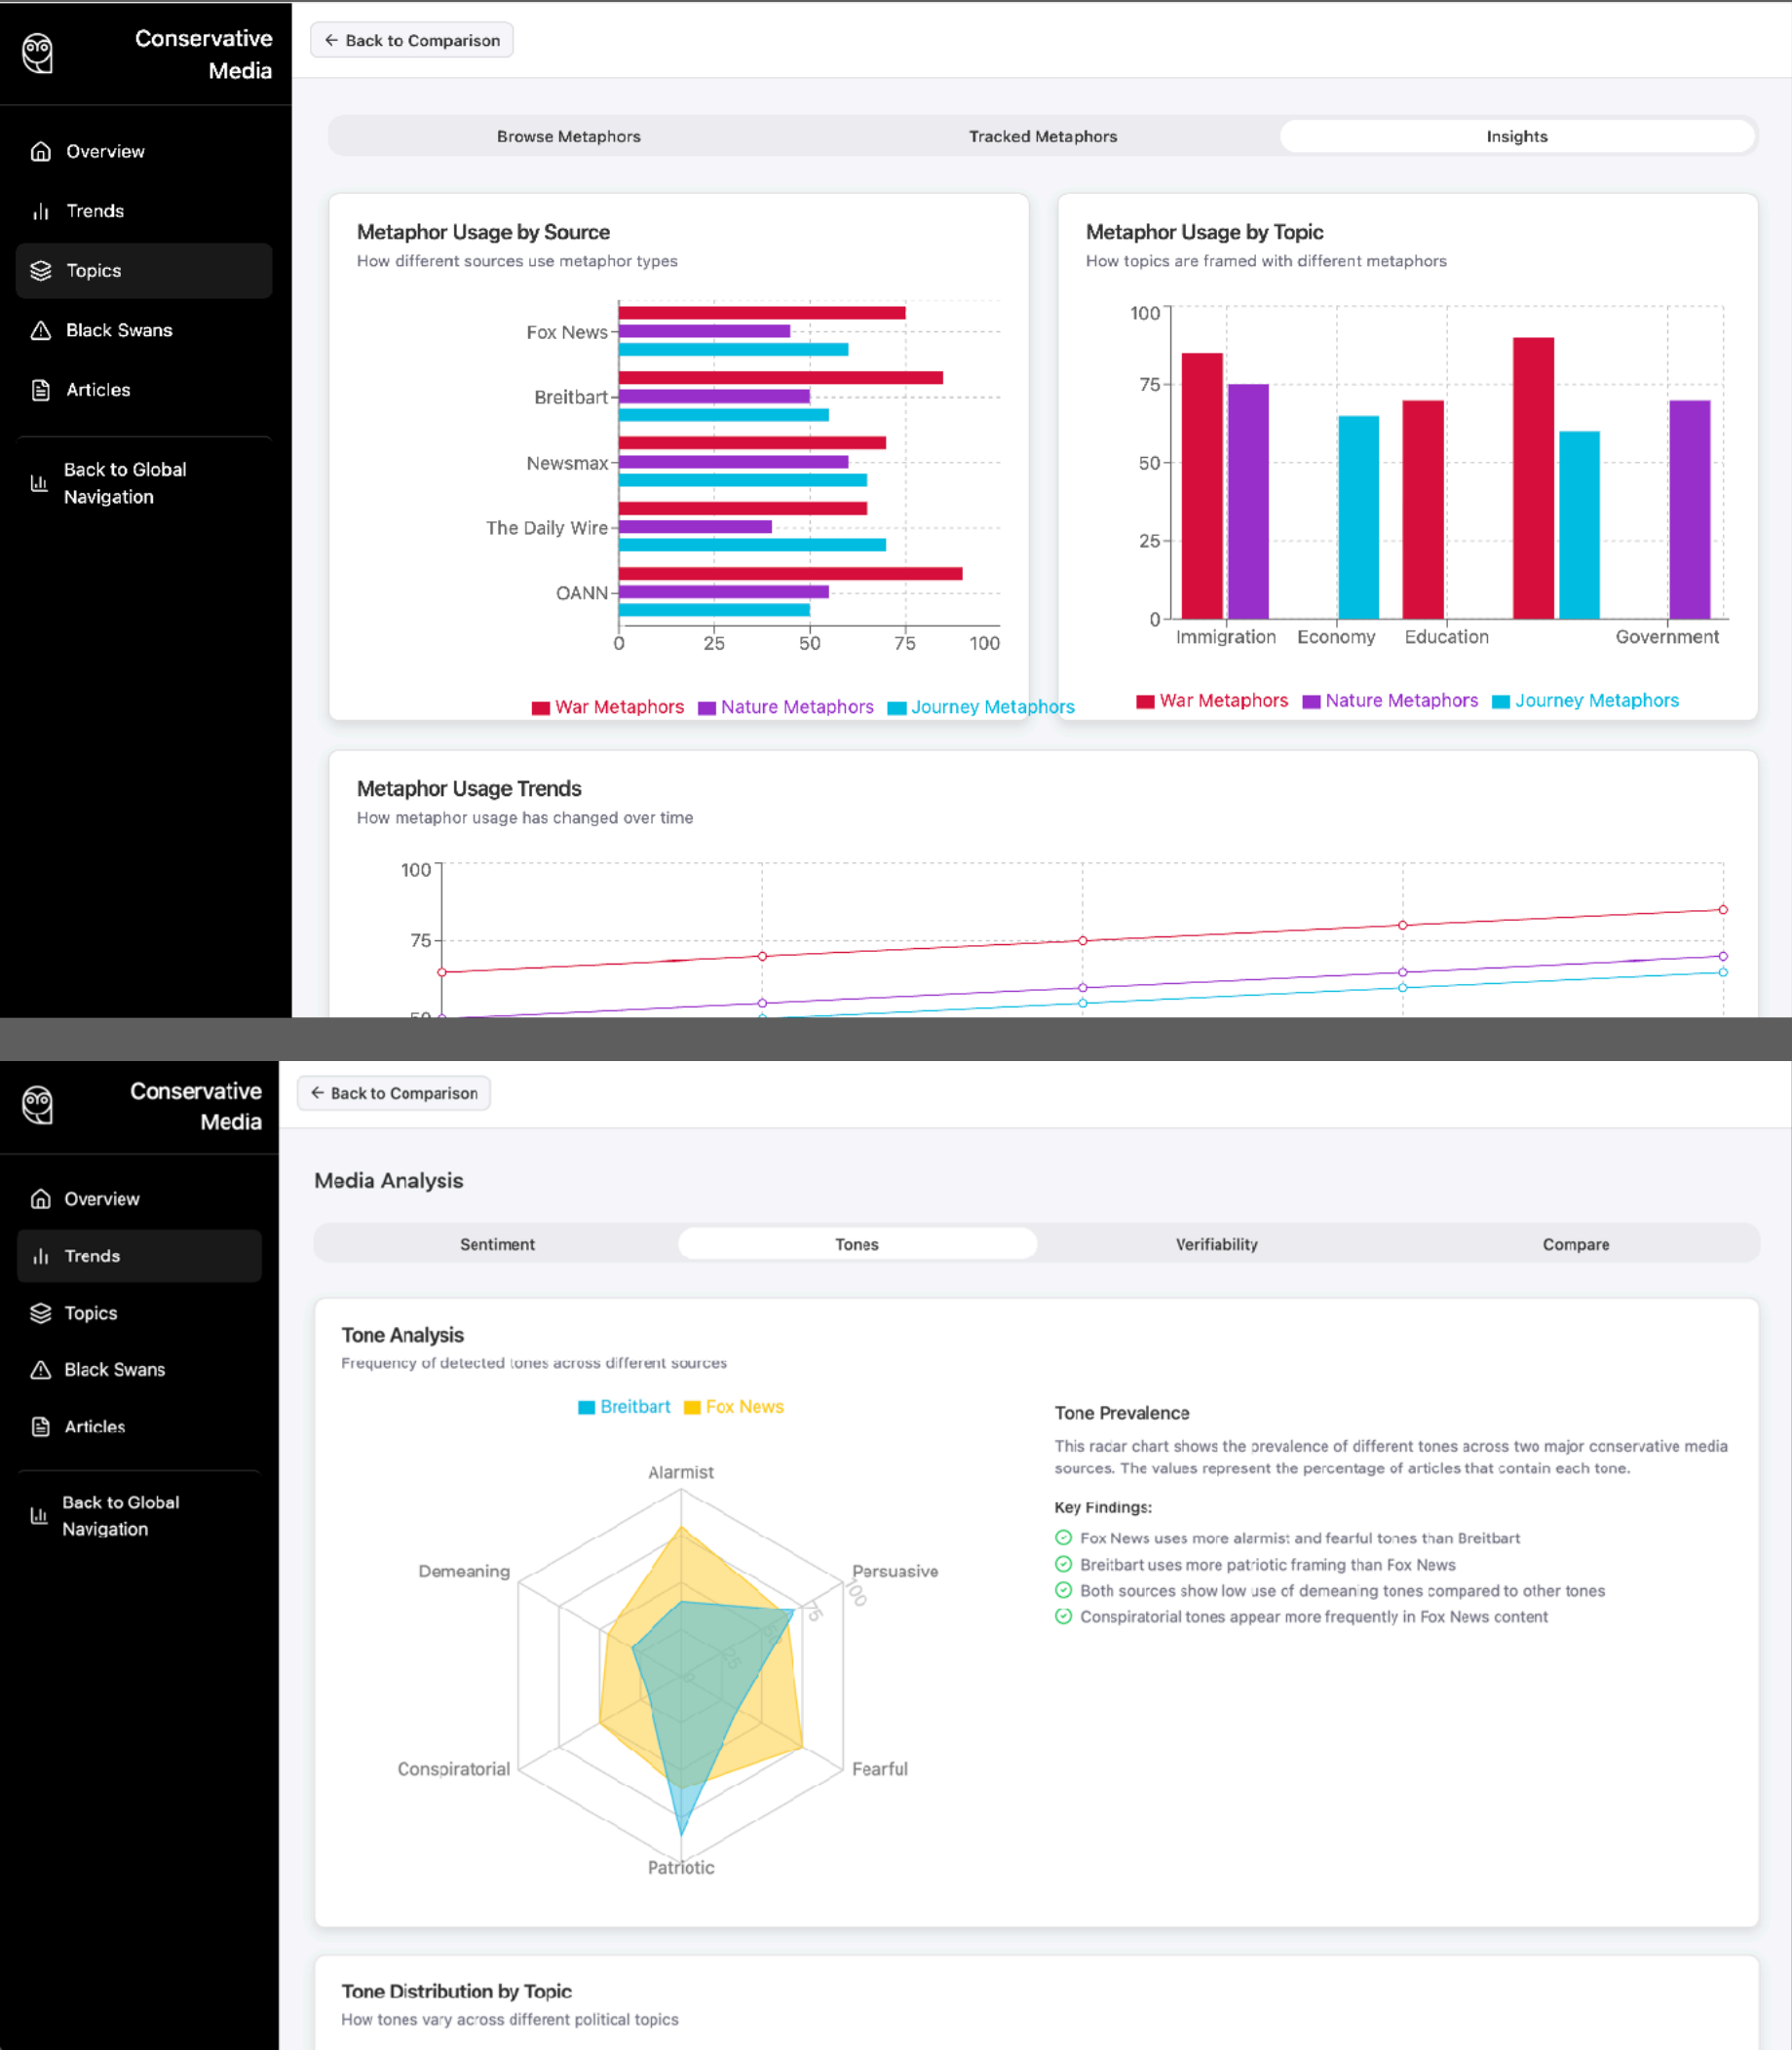 Conservative
Media
Overview
Trends
Topics
Black Swans
Articles
Back to Global
Navigation
← Back to Comparison
Browse Metaphors
Tracked Metaphors
Insights
Metaphor Usage by Source
How different sources use metaphor types
Fox News
Breitbart
Newsmax
The Daily Wire
OANN
0 25 50 75 100
War Metaphors Nature Metaphors Journey Metaphors
Metaphor Usage by Topic
How topics are framed with different metaphors
100
75
50
25
0
Immigration Economy Education Government
War Metaphors Nature Metaphors Journey Metaphors
Metaphor Usage Trends
How metaphor usage has changed over time
100
75
50
Conservative
Media
Overview
Trends
Topics
Black Swans
Articles
Back to Global
Navigation
← Back to Comparison
Media Analysis
Sentiment
Tones
Verifiability
Compare
Tone Analysis
Frequency of detected tones across different sources
Breitbart Fox News
Alarmist
Persuasive
Fearful
Patriotic
Conspiratorial
Demeaning
100
75
25
0
Tone Prevalence
This radar chart shows the prevalence of different tones across two major conservative media
sources. The values represent the percentage of articles that contain each tone.
Key Findings:
Fox News uses more alarmist and fearful tones than Breitbart
Breitbart uses more patriotic framing than Fox News
Both sources show low use of demeaning tones compared to other tones
Conspiratorial tones appear more frequently in Fox News content
Tone Distribution by Topic
How tones vary across different political topics